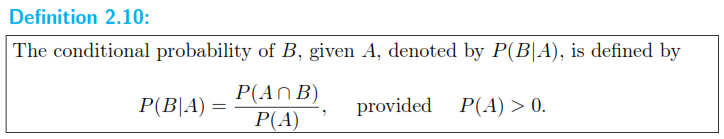 Definition 2.10:
The conditional probability of B, given A, denoted by P(B|A), is defined by
P(B|A) = P(A ∩ B) / P(A), provided P(A) > 0.